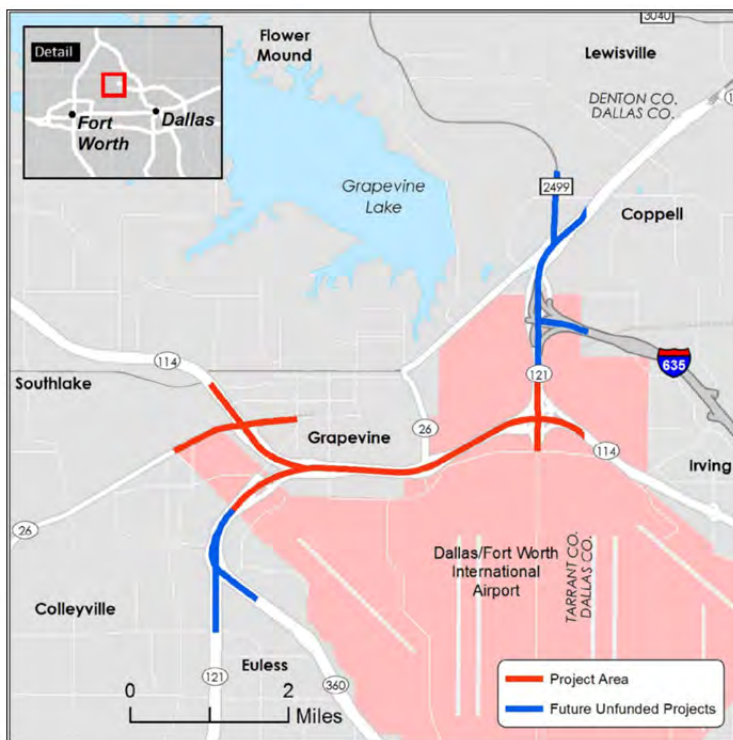 3040
Flower
Mound
Lewisville
Detail
Fort
Worth
Dallas
DENTON CO.
DALLAS CO.
2499
Grapevine
Lake
Coppell
114
635
Southlake
121
26
Grapevine
114
Irving
26
Dallas/Fort Worth
International
Airport
TARRANT CO.
DALLAS CO.
Colleyville
Euless
121
360
Project Area
Future Unfunded Projects
0
2
Miles